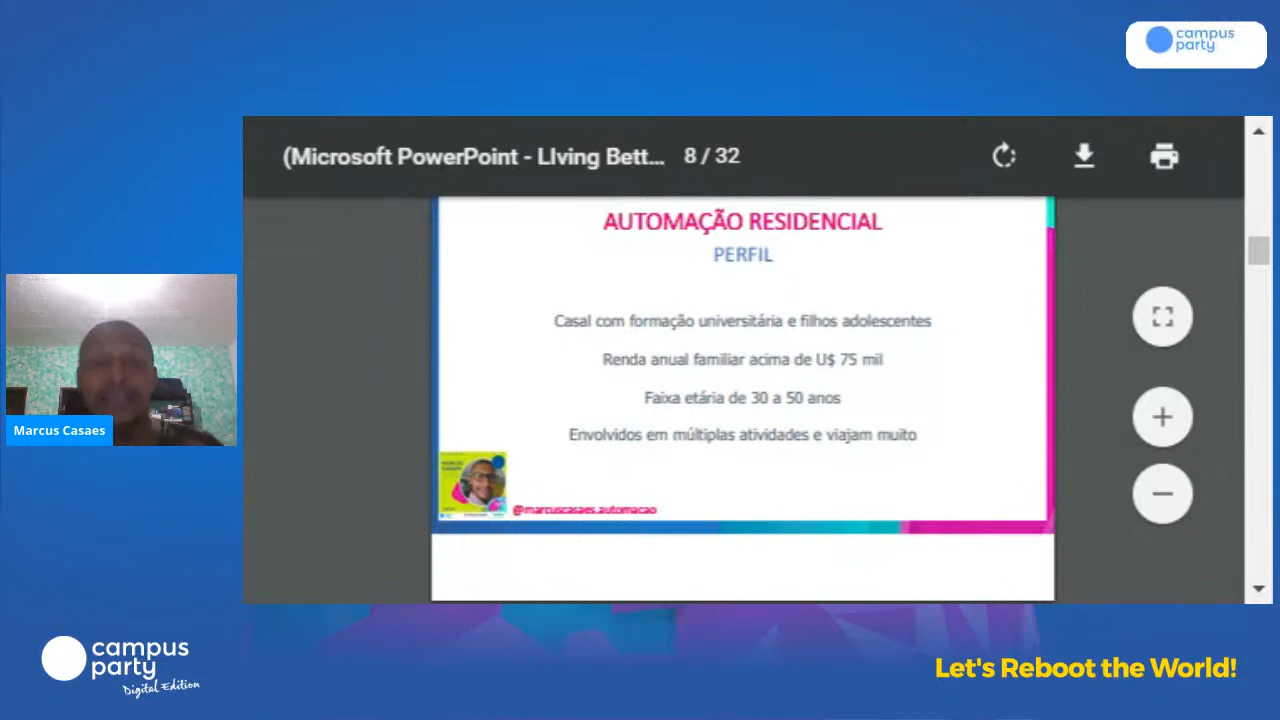 campus
party
(Microsoft PowerPoint - LIving Bett... 8 / 32
AUTOMAÇÃO RESIDENCIAL
PERFIL
Casal com formação universitária e filhos adolescentes
Renda anual familiar acima de U$ 75 mil
Faixa etária de 30 a 50 anos
Envolvidos em múltiplas atividades e viajam muito
@marcuscasaes.automacao
Marcus Casaes
campus
party
Digital Edition
Let's Reboot the World!